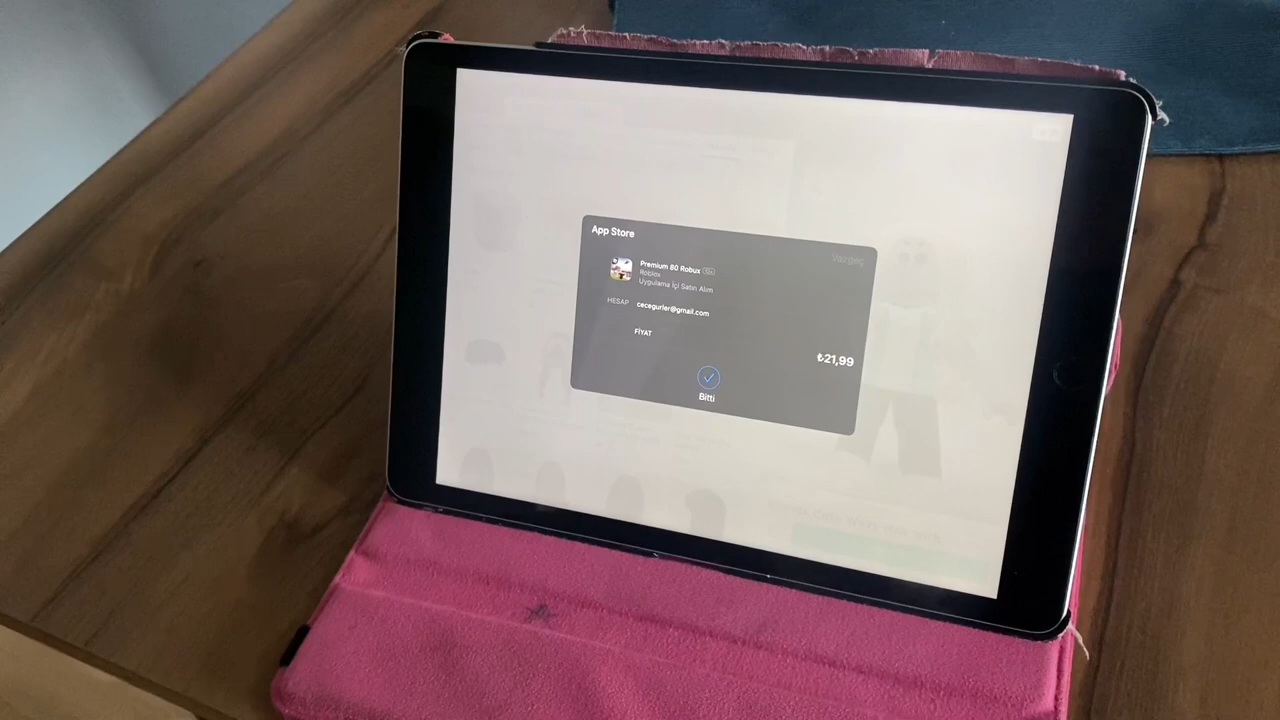 App Store
Vazgeç
Premium 80 Robux
Roblox
Uygulama İçi Satın Alım
HESAP cecegurler@gmail.com
FİYAT
₺21,99
Bitti